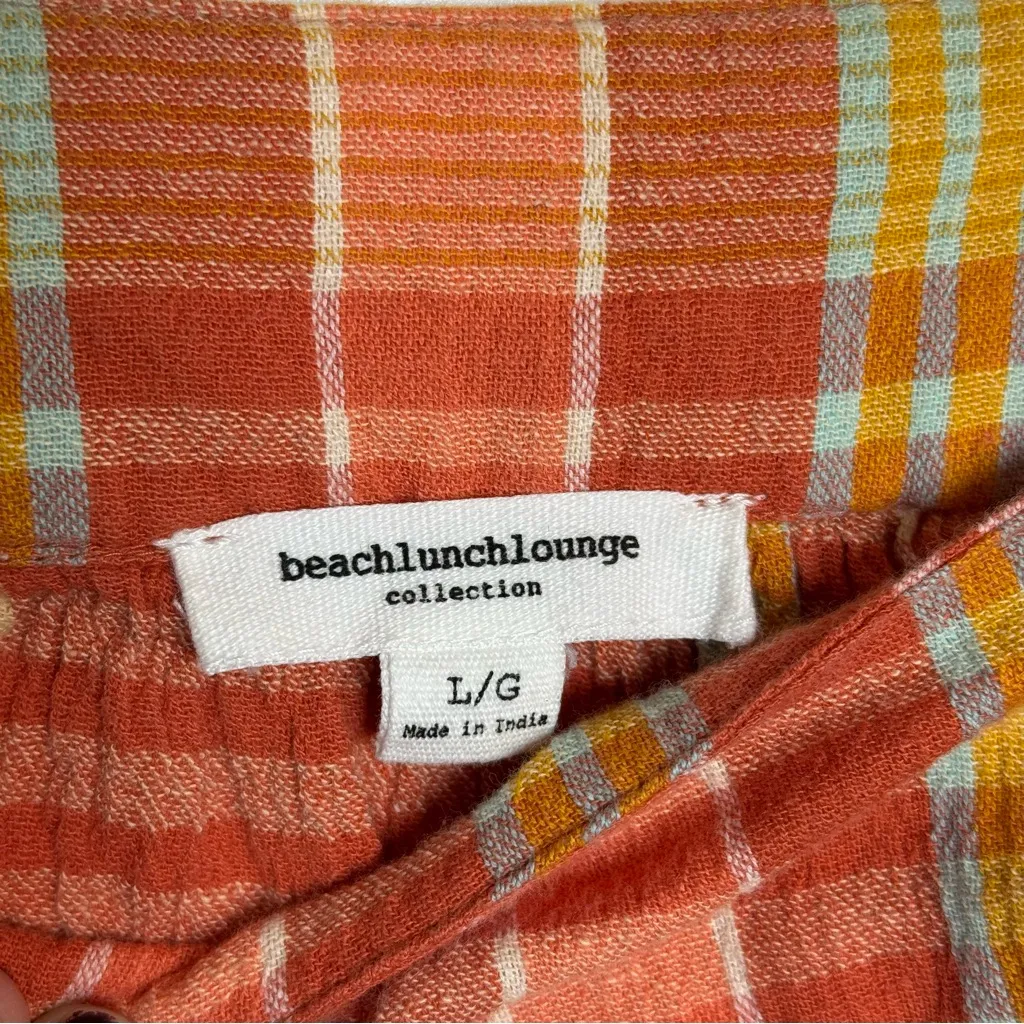 beachlunchlounge
collection
L/G
Made in India